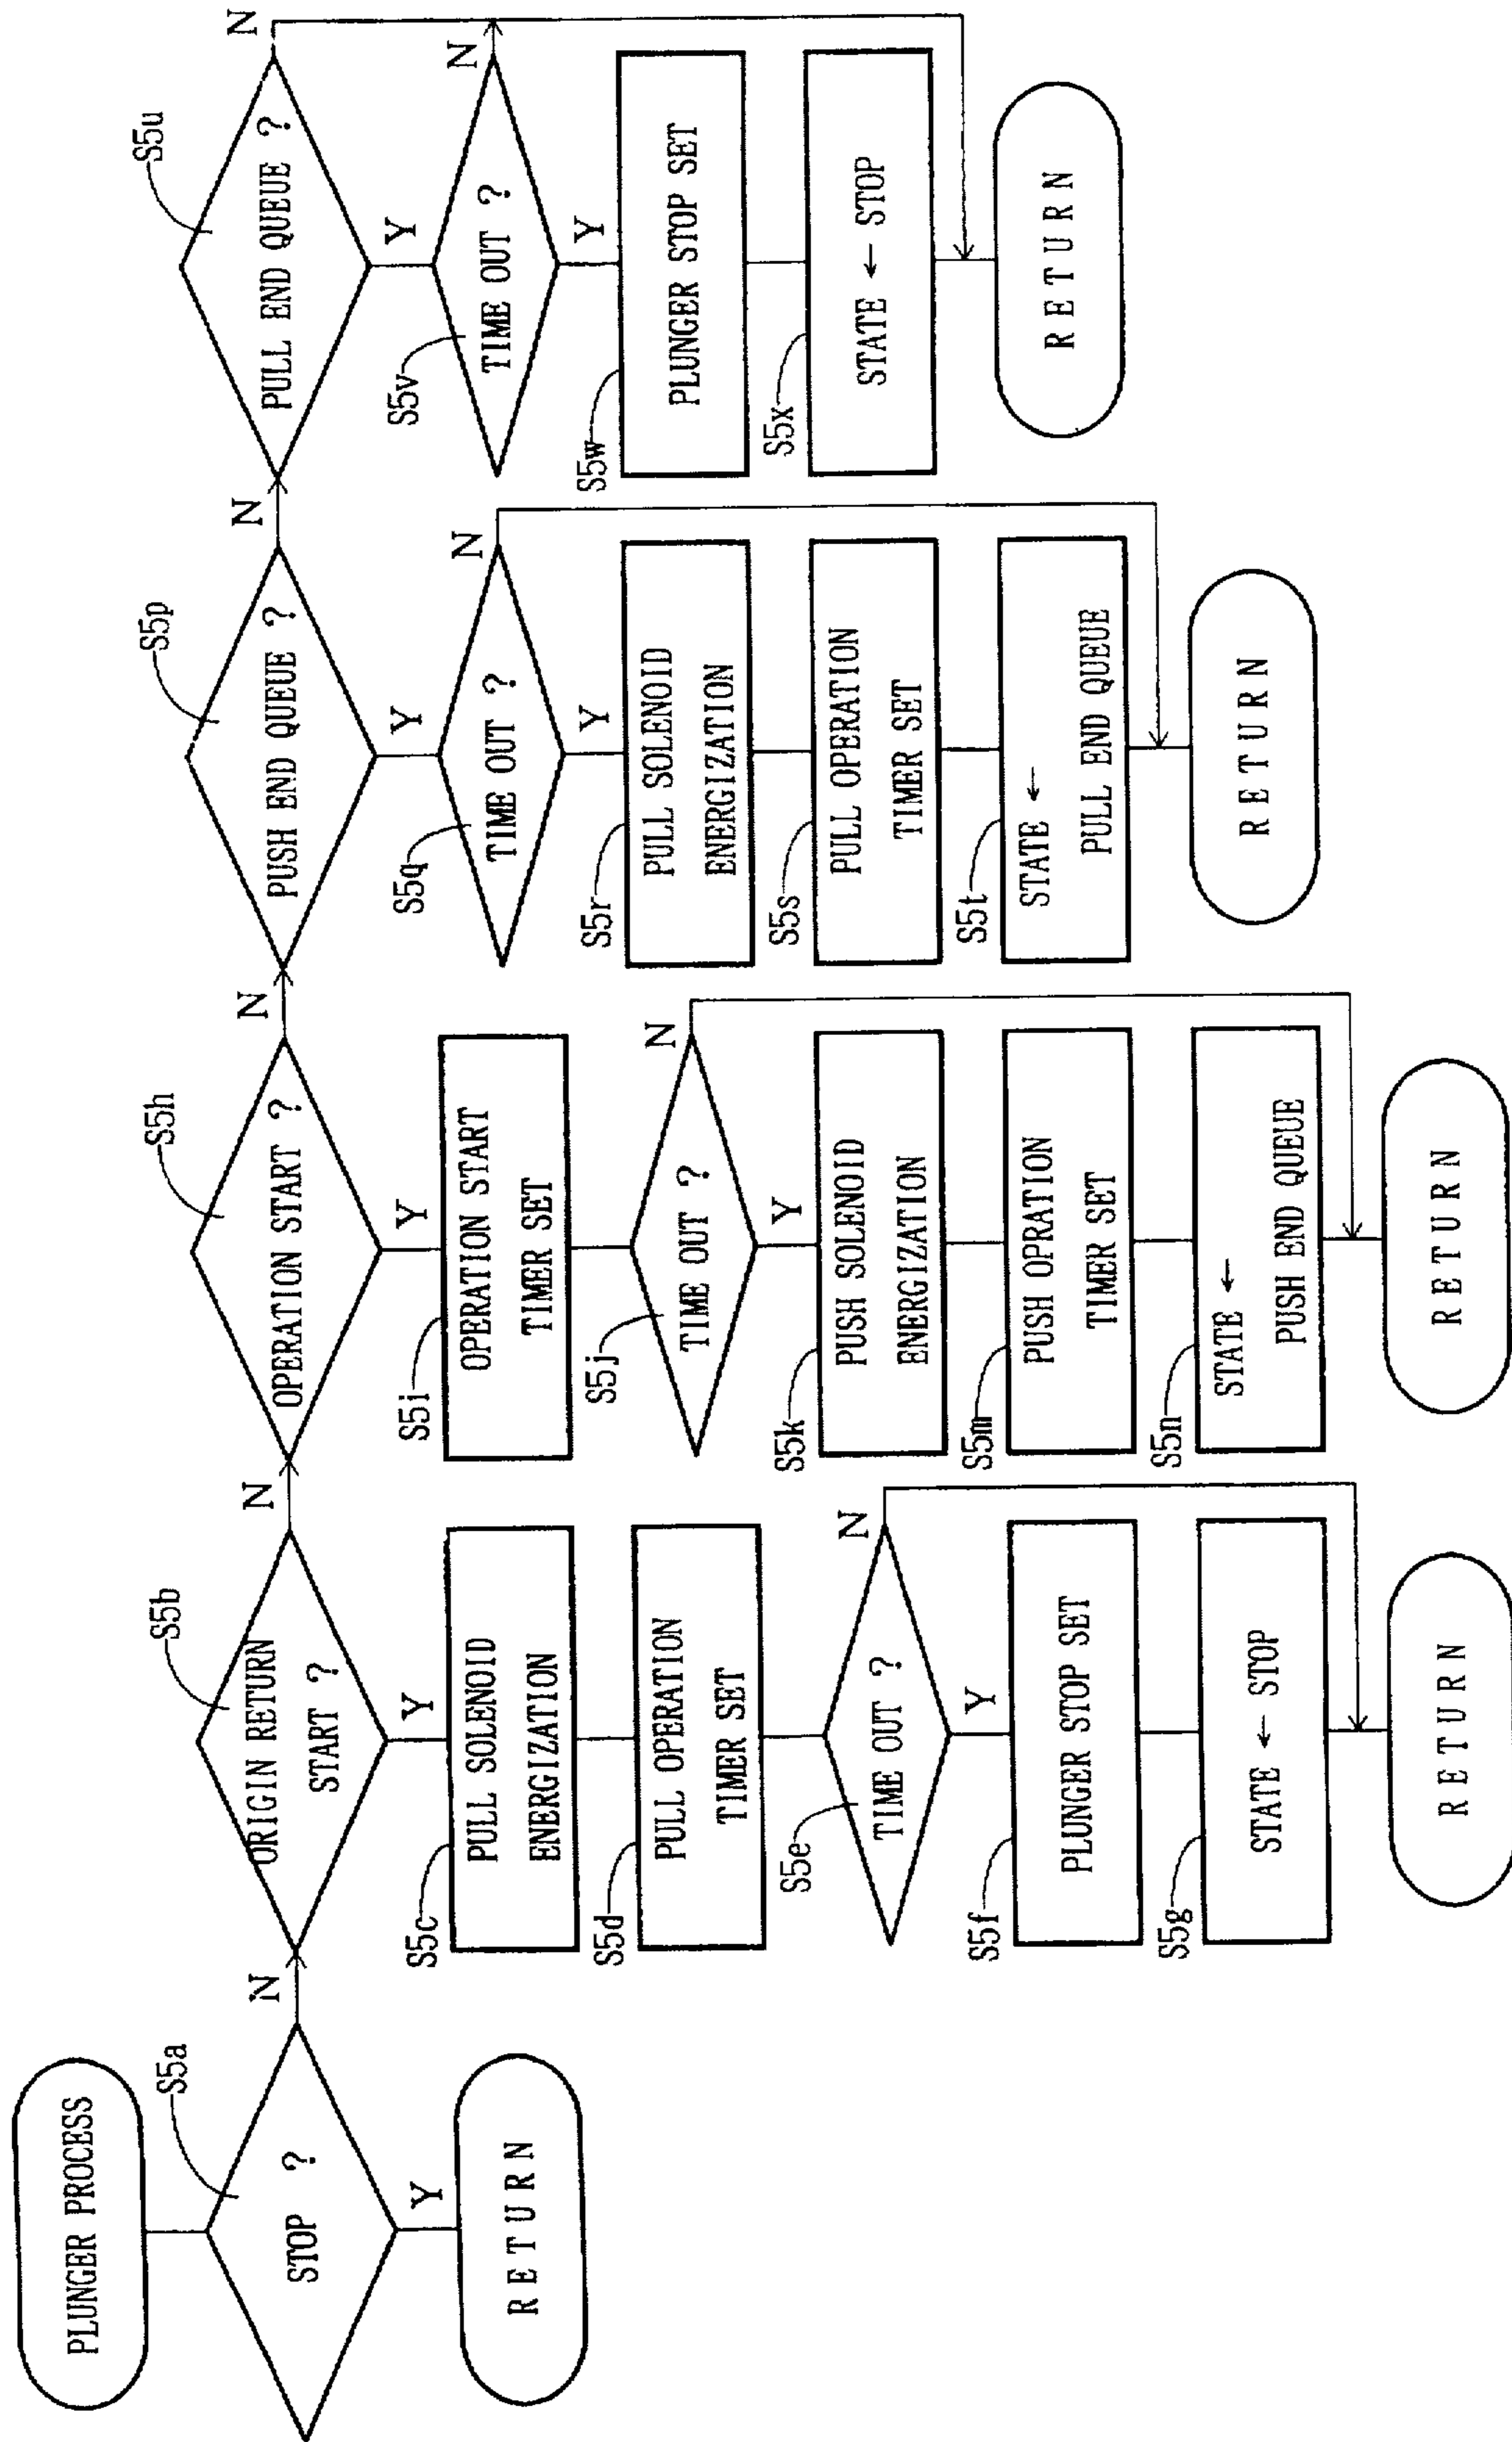 PLUNGER PROCESS
S5a
STOP ?
N
Y
RETURN
S5b
ORIGIN RETURN
START ?
N
Y
S5c
PULL SOLENOID
ENERGIZATION
S5d
PULL OPERATION
TIMER SET
S5e
TIME OUT ?
N
Y
S5f
PLUNGER STOP SET
S5g
STATE ← STOP
RETURN
S5h
OPERATION START ?
N
Y
S5i
OPERATION START
TIMER SET
S5j
TIME OUT ?
N
Y
S5k
PUSH SOLENOID
ENERGIZATION
S5m
PUSH OPRATION
TIMER SET
S5n
STATE ←
PUSH END QUEUE
RETURN
S5p
PUSH END QUEUE ?
N
Y
S5q
TIME OUT ?
N
Y
S5r
PULL SOLENOID
ENERGIZATION
S5s
PULL OPERATION
TIMER SET
S5t
STATE ←
PULL END QUEUE
RETURN
S5u
PULL END QUEUE ?
N
Y
S5v
TIME OUT ?
N
Y
S5w
PLUNGER STOP SET
S5x
STATE ← STOP
RETURN